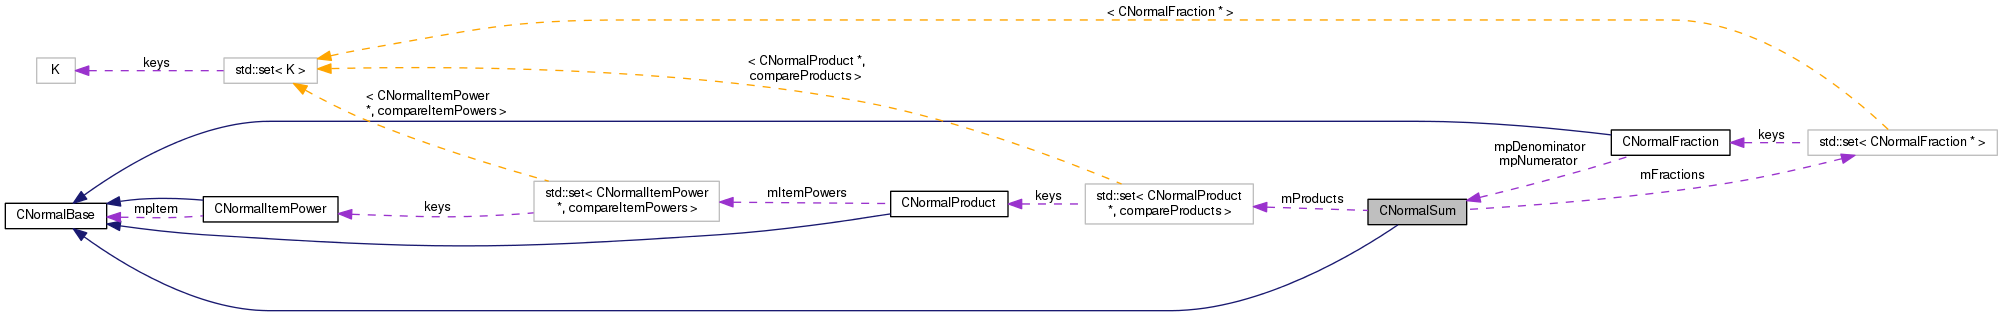 < CNormalFraction * >
K
keys
std::set< K >
< CNormalProduct *,
compareProducts >
< CNormalItemPower
*, compareItemPowers >
CNormalFraction
keys
std::set< CNormalFraction * >
mpDenominator
mpNumerator
mFractions
CNormalBase
mpItem
CNormalItemPower
keys
std::set< CNormalItemPower
*, compareItemPowers >
mItemPowers
CNormalProduct
keys
std::set< CNormalProduct
*, compareProducts >
mProducts
CNormalSum